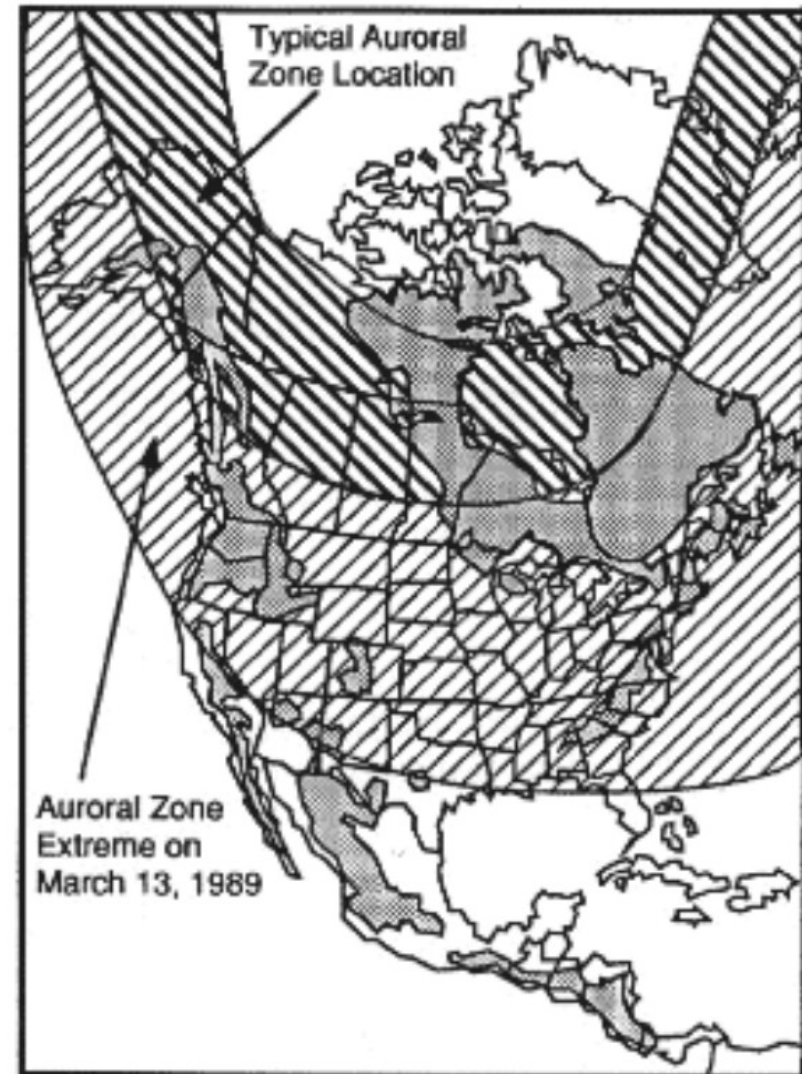 Typical Auroral
Zone Location
Auroral Zone
Extreme on
March 13, 1989